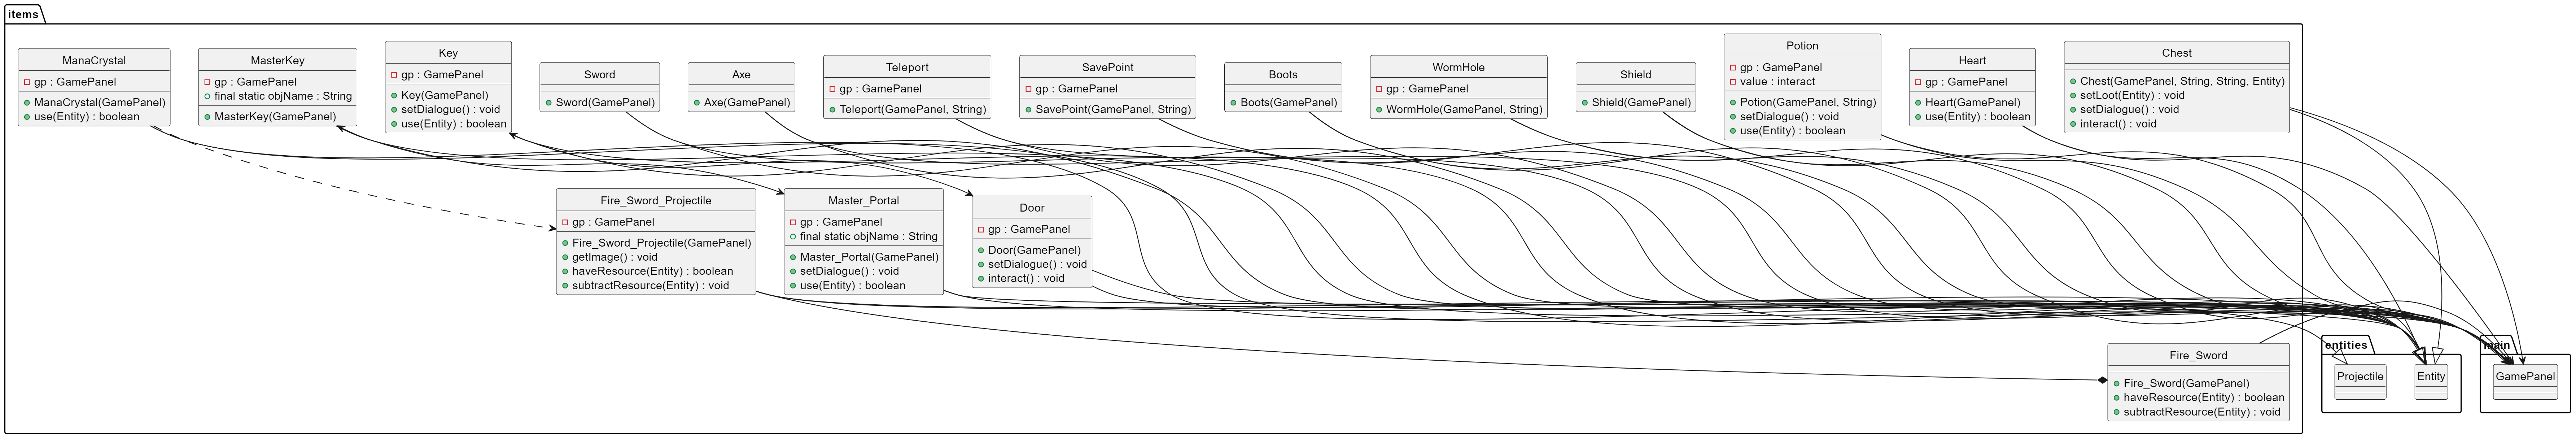 items
ManaCrystal
gp : GamePanel
ManaCrystal(GamePanel)
use(Entity) : boolean
MasterKey
gp : GamePanel
final static objName : String
MasterKey(GamePanel)
Key
gp : GamePanel
Key(GamePanel)
setDialogue() : void
use(Entity) : boolean
Sword
Sword(GamePanel)
Axe
Axe(GamePanel)
Teleport
gp : GamePanel
Teleport(GamePanel, String)
SavePoint
gp : GamePanel
SavePoint(GamePanel, String)
Boots
Boots(GamePanel)
WormHole
gp : GamePanel
WormHole(GamePanel, String)
Shield
Shield(GamePanel)
Potion
gp : GamePanel
value : interact
Potion(GamePanel, String)
setDialogue() : void
use(Entity) : boolean
Heart
gp : GamePanel
Heart(GamePanel)
use(Entity) : boolean
Chest
Chest(GamePanel, String, String, Entity)
setLoot(Entity) : void
setDialogue() : void
interact() : void
Fire_Sword_Projectile
gp : GamePanel
Fire_Sword_Projectile(GamePanel)
getImage() : void
haveResource(Entity) : boolean
subtractResource(Entity) : void
Master_Portal
gp : GamePanel
final static objName : String
Master_Portal(GamePanel)
setDialogue() : void
use(Entity) : boolean
Door
gp : GamePanel
Door(GamePanel)
setDialogue() : void
interact() : void
Fire_Sword
Fire_Sword(GamePanel)
haveResource(Entity) : boolean
subtractResource(Entity) : void
entities
Projectile
Entity
main
GamePanel